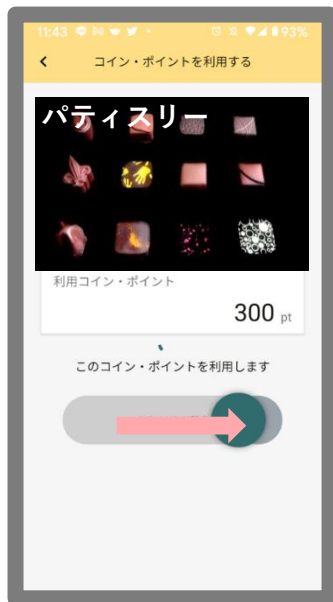 11:43
93%
コイン・ポイントを利用する
パティスリー
利用コイン・ポイント
300 pt
このコイン・ポイントを利用します